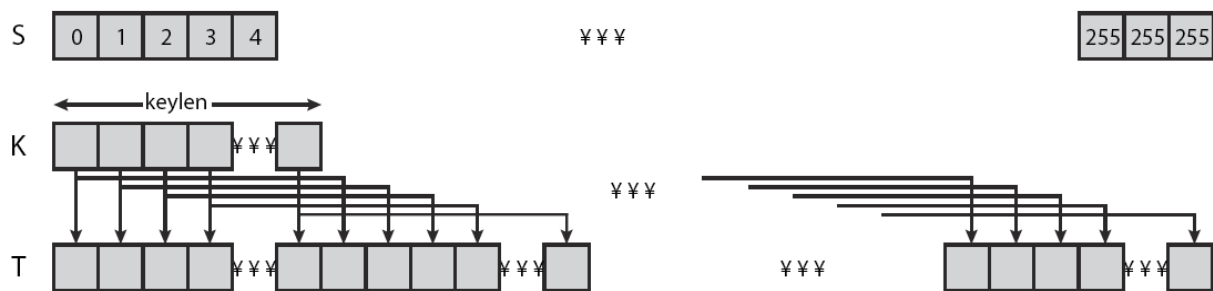 S 0 1 2 3 4 ¥ ¥ ¥ 255 255 255
keylen
K ¥ ¥ ¥
¥ ¥ ¥
T ¥ ¥ ¥ ¥ ¥ ¥ ¥ ¥ ¥ ¥ ¥ ¥